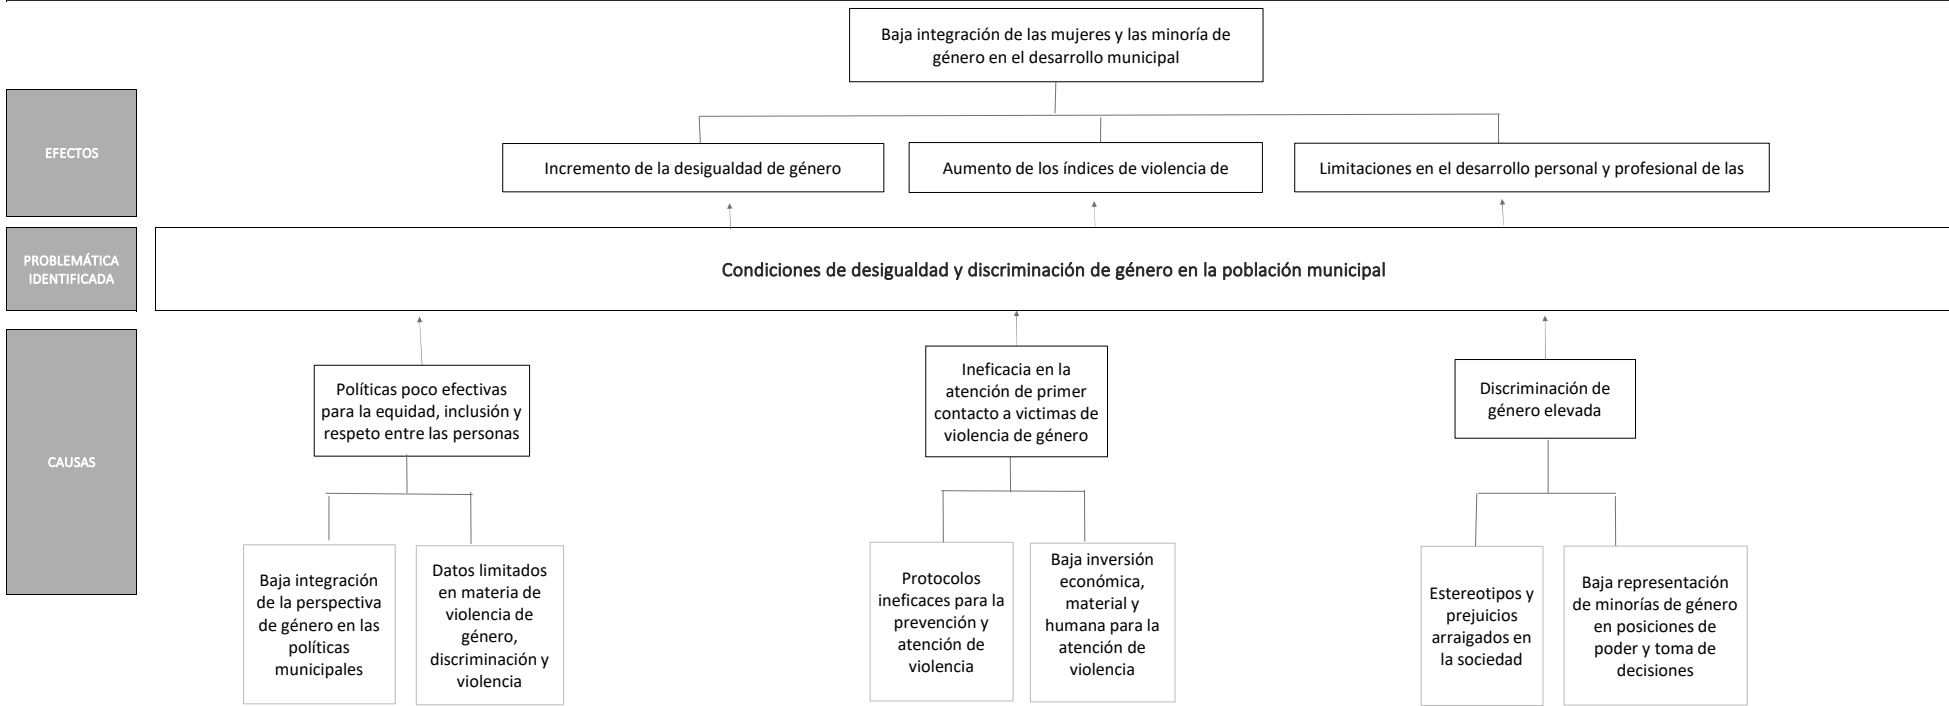 Baja integración de las mujeres y las minoría de
género en el desarrollo municipal
EFECTOS
Incremento de la desigualdad de género
Aumento de los índices de violencia de
Limitaciones en el desarrollo personal y profesional de las
PROBLEMÁTICA
IDENTIFICADA
Condiciones de desigualdad y discriminación de género en la población municipal
CAUSAS
Políticas poco efectivas
para la equidad, inclusión y
respeto entre las personas
Ineficacia en la
atención de primer
contacto a victimas de
violencia de género
Discriminación de
género elevada
Baja integración
de la perspectiva
de género en las
políticas
municipales
Datos limitados
en materia de
violencia de
género,
discriminación y
violencia
Protocolos
ineficaces para la
prevención y
atención de
violencia
Baja inversión
económica,
material y
humana para la
atención de
violencia
Estereotipos y
prejuicios
arraigados en
la sociedad
Baja representación
de minorías de género
en posiciones de
poder y toma de
decisiones